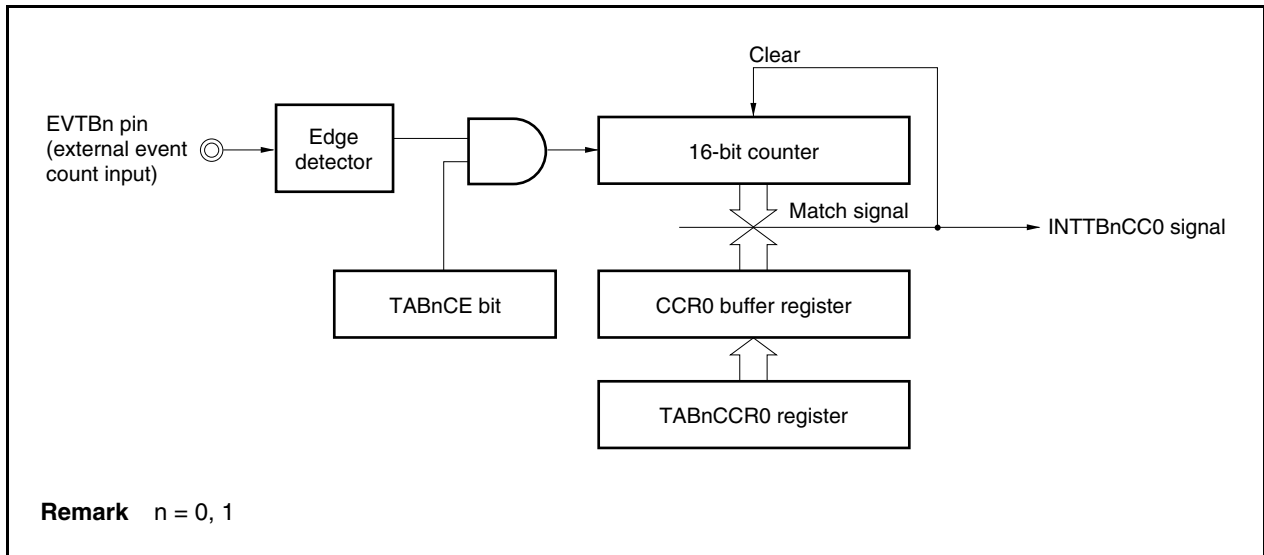 Clear
EVTBn pin
(external event
count input)
Edge
detector
16-bit counter
Match signal
INTTBnCC0 signal
TABnCE bit
CCR0 buffer register
TABnCCR0 register
Remark n = 0, 1